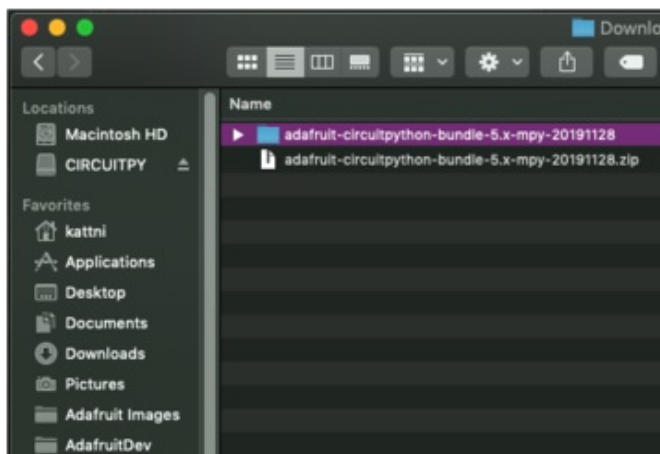 Downlo
Name
Locations
Macintosh HD
CIRCUITPY
Favorites
kattni
Applications
Desktop
Documents
Downloads
Pictures
Adafruit Images
AdafruitDev
adafruit-circuitpython-bundle-5.x-mpy-20191128
adafruit-circuitpython-bundle-5.x-mpy-20191128.zip